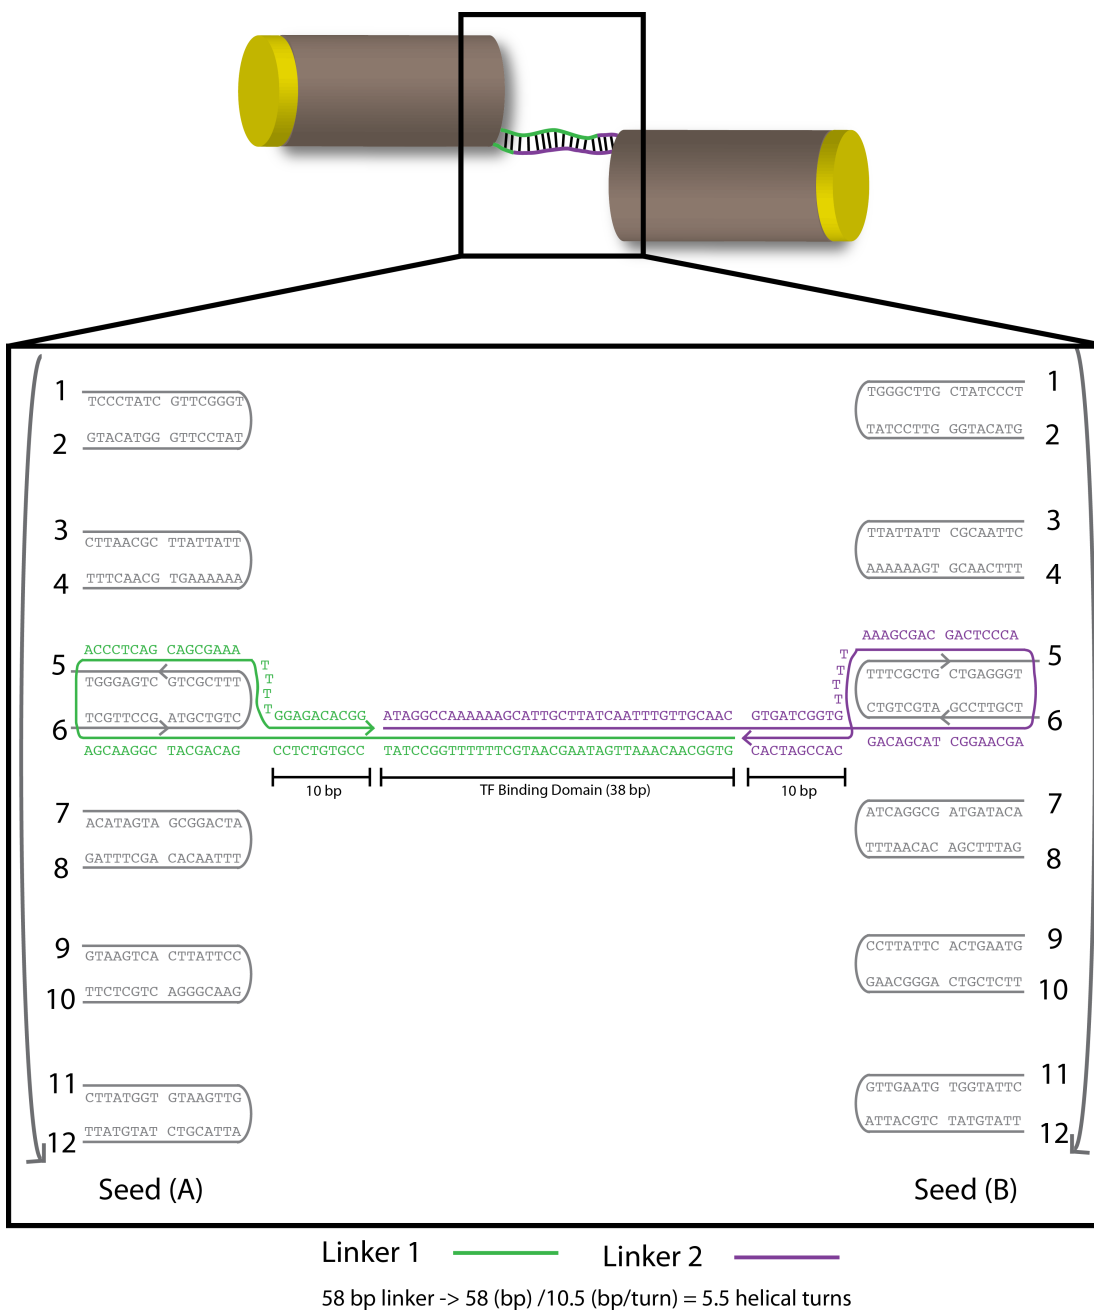 1 TCCCTATC GTTCGGGT TGGGCTTG CTATCCCT 1
2 GTACATGG GTTCCTAT TATCCTTG GGTACATG 2
3 CTTAACGC TTATTATT TTATTATT CGCAATTC 3
4 TTTCAACG TGAAAAAA AAAAAAGT GCAACTTT 4
ACCCTCAG CAGCGAAA AAAGCGAC GACTCCCA
5 TGGGAGTC GTCGCTTT TTTT TTTT TTTCGCTG CTGAGGGT 5
6 TCGTTCCG ATGCTGTC GGAGACACGG ATAGGCCAAAAAAGCATTGCTTATCAATTTGTTGCAAC GTGATCGGTG CTGTCGTA GCCTTGCT 6
AGCAAGGC TACGACAG CCTCTGTGCC TATCCGGTTTTTTCGTAACGAATAGTTAAACAACGGTG CACTAGCCAC GACAGCAT CGGAACGA
10 bp TF Binding Domain (38 bp) 10 bp
7 ACATAGTA GCGGACTA ATCAGGCG ATGATACA 7
8 GATTTCGA CACAATTT TTTAACAC AGCTTTAG 8
9 GTAAGTCA CTTATTCC CCTTATTC ACTGAATG 9
10 TTCTCGTC AGGGCAAG GAACGGGA CTGCTCTT 10
11 CTTATGGT GTAAGTTG GTTGAATG TGGTATTC 11
12 TTATGTAT CTGCATTA ATTACGTC TATGTATT 12
Seed (A) Seed (B)
Linker 1 Linker 2
58 bp linker -> 58 (bp) /10.5 (bp/turn) = 5.5 helical turns